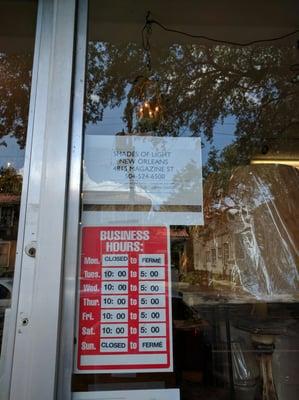 SHADES OF LIGHT
NEW ORLEANS
4815 MAGAZINE ST
504-524-6500
BUSINESS
HOURS:
Mon. CLOSED to FERMÉ
Tues. 10:00 to 5:00
Wed. 10:00 to 5:00
Thur. 10:00 to 5:00
Fri. 10:00 to 5:00
Sat. 10:00 to 5:00
Sun. CLOSED to FERMÉ